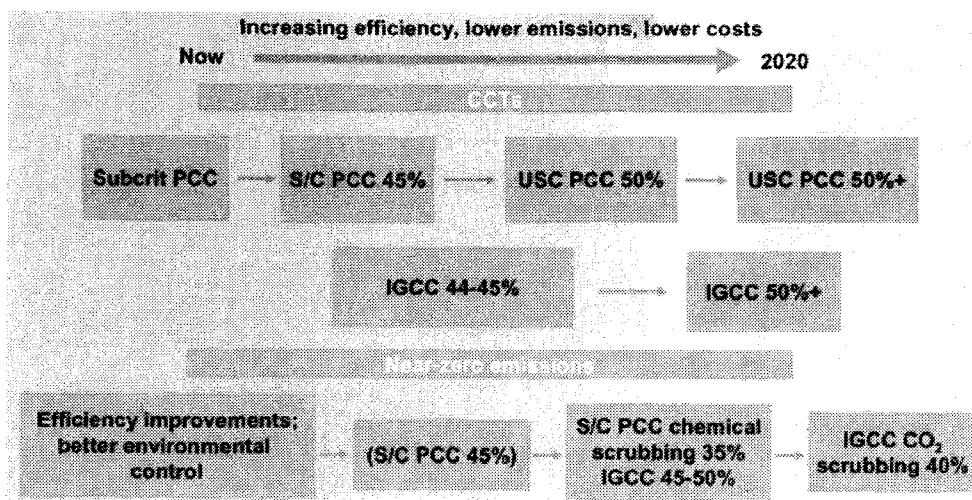 Increasing efficiency, lower emissions, lower costs
Now
2020
CCTs
Subcrit PCC
S/C PCC 45%
USC PCC 50%
USC PCC 50%+
IGCC 44-45%
IGCC 50%+
Near-zero emissions
Efficiency improvements;
better environmental
control
(S/C PCC 45%)
S/C PCC chemical
scrubbing 35%
IGCC 45-50%
IGCC CO₂
scrubbing 40%